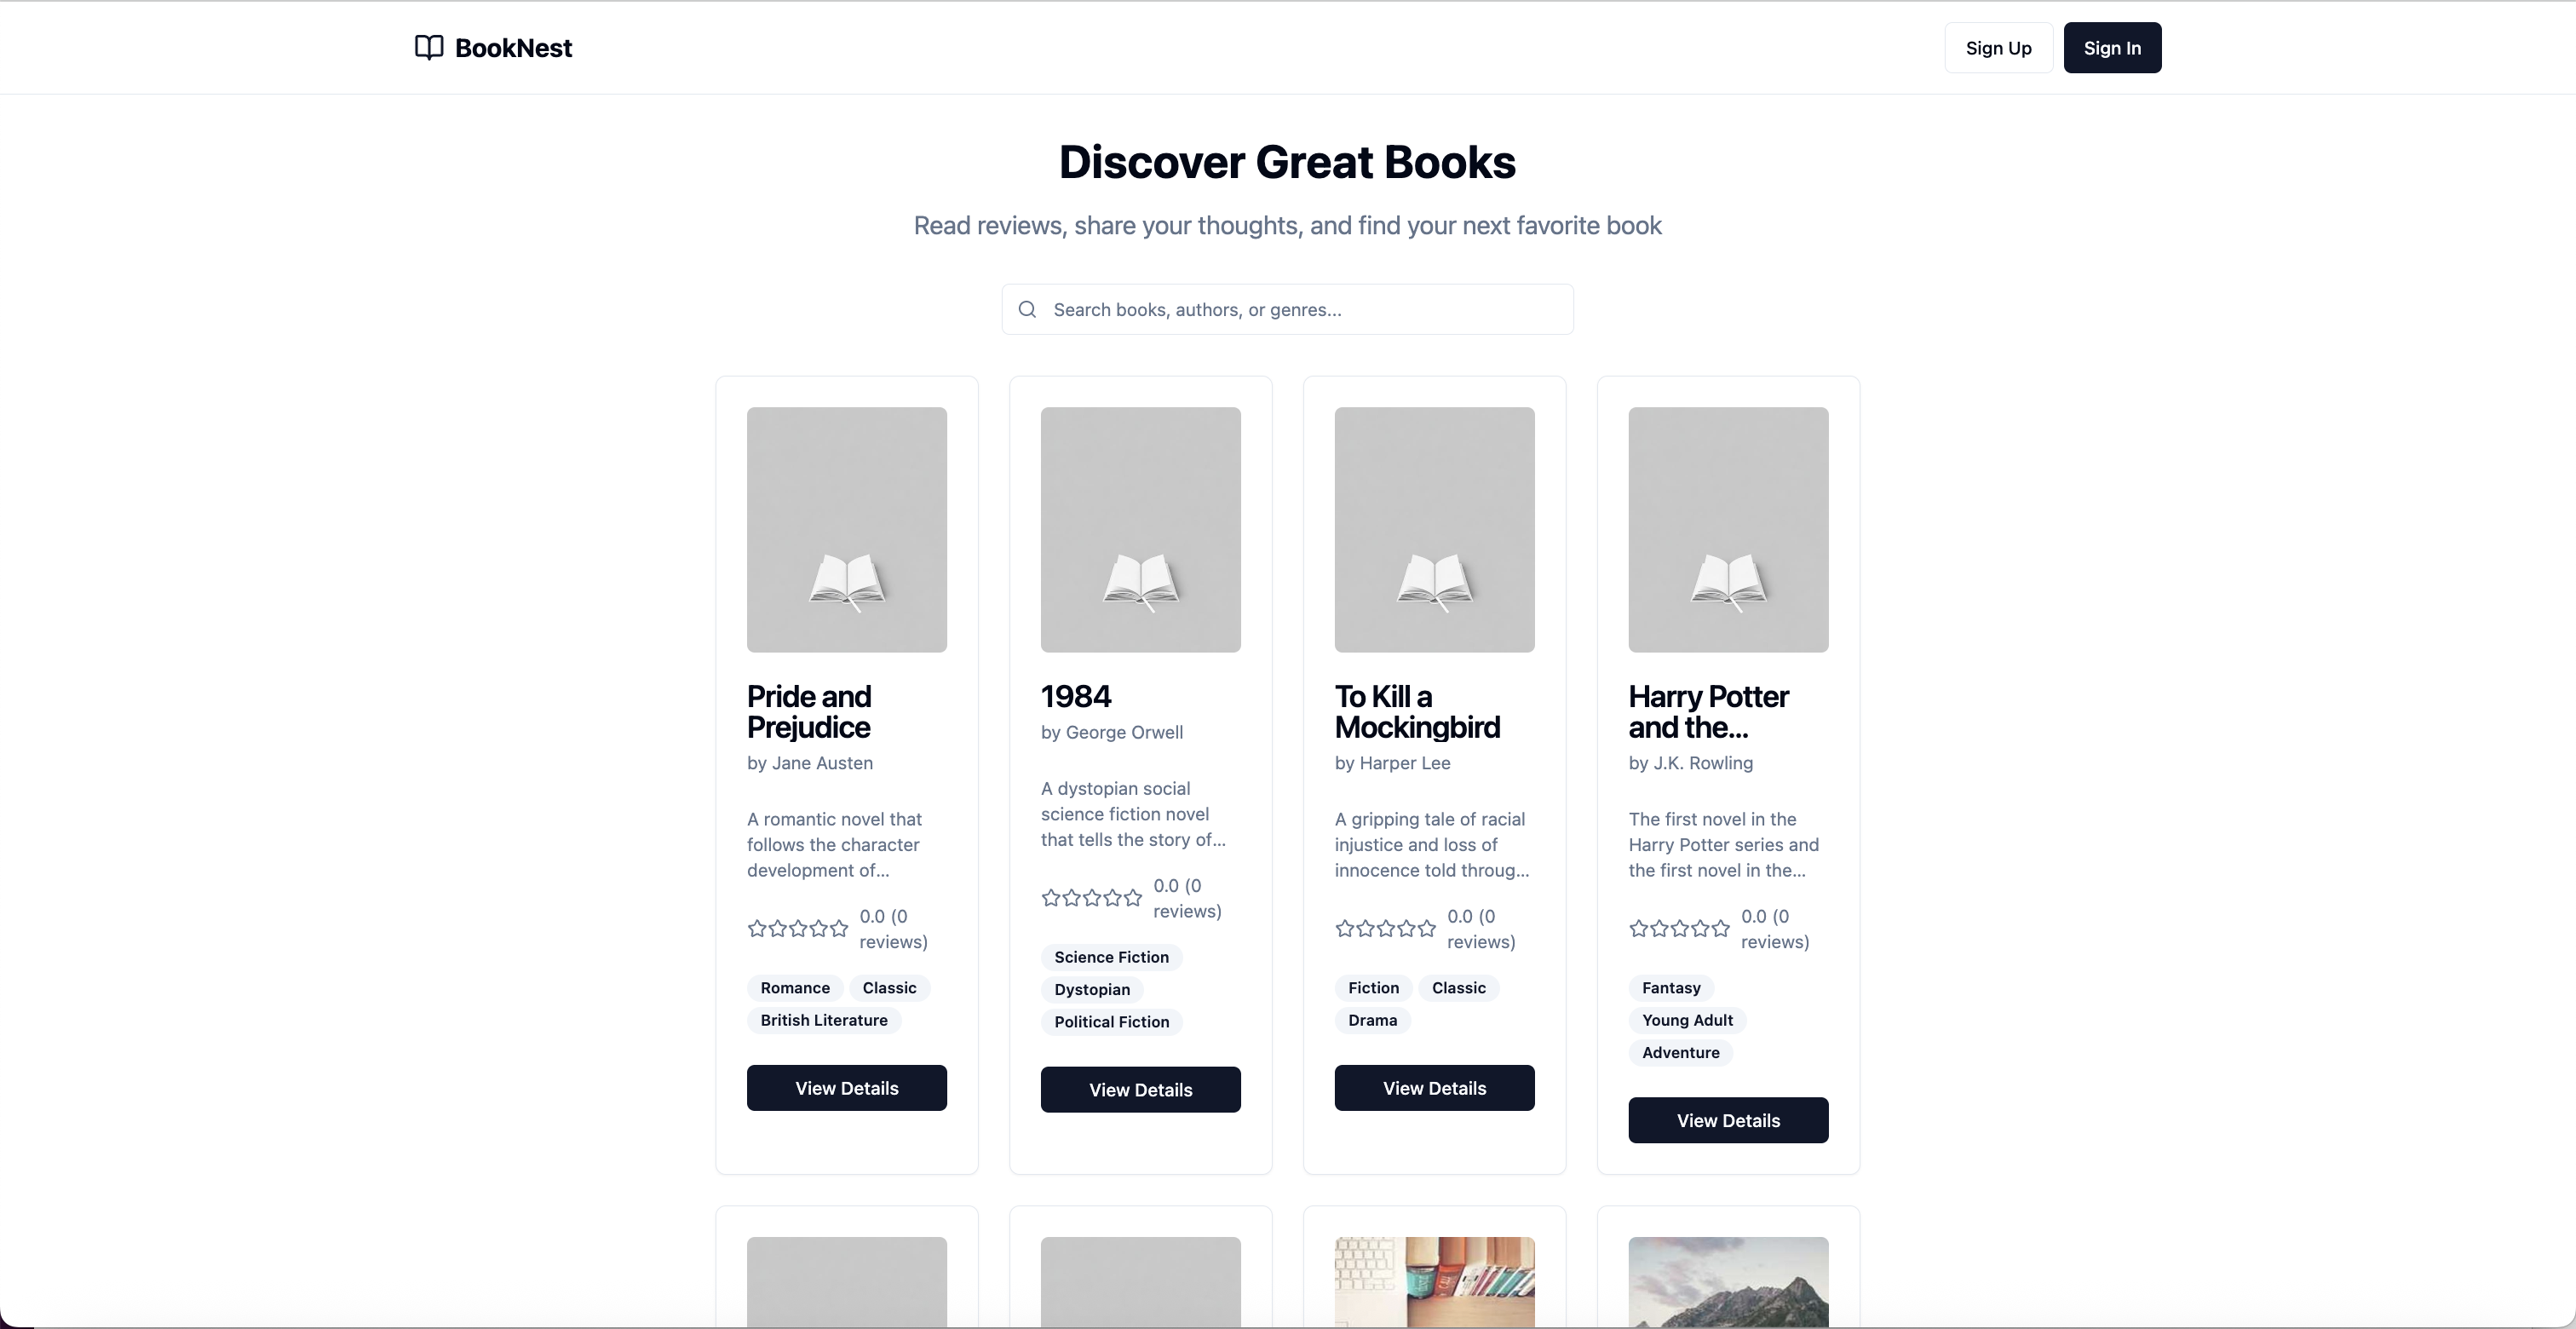 BookNest
Sign Up
Sign In
Discover Great Books
Read reviews, share your thoughts, and find your next favorite book
Search books, authors, or genres...
Pride and
Prejudice
by Jane Austen
A romantic novel that
follows the character
development of...
0.0 (0
reviews)
Romance
Classic
British Literature
View Details
1984
by George Orwell
A dystopian social
science fiction novel
that tells the story of...
0.0 (0
reviews)
Science Fiction
Dystopian
Political Fiction
View Details
To Kill a
Mockingbird
by Harper Lee
A gripping tale of racial
injustice and loss of
innocence told throug...
0.0 (0
reviews)
Fiction
Classic
Drama
View Details
Harry Potter
and the...
by J.K. Rowling
The first novel in the
Harry Potter series and
the first novel in the...
0.0 (0
reviews)
Fantasy
Young Adult
Adventure
View Details